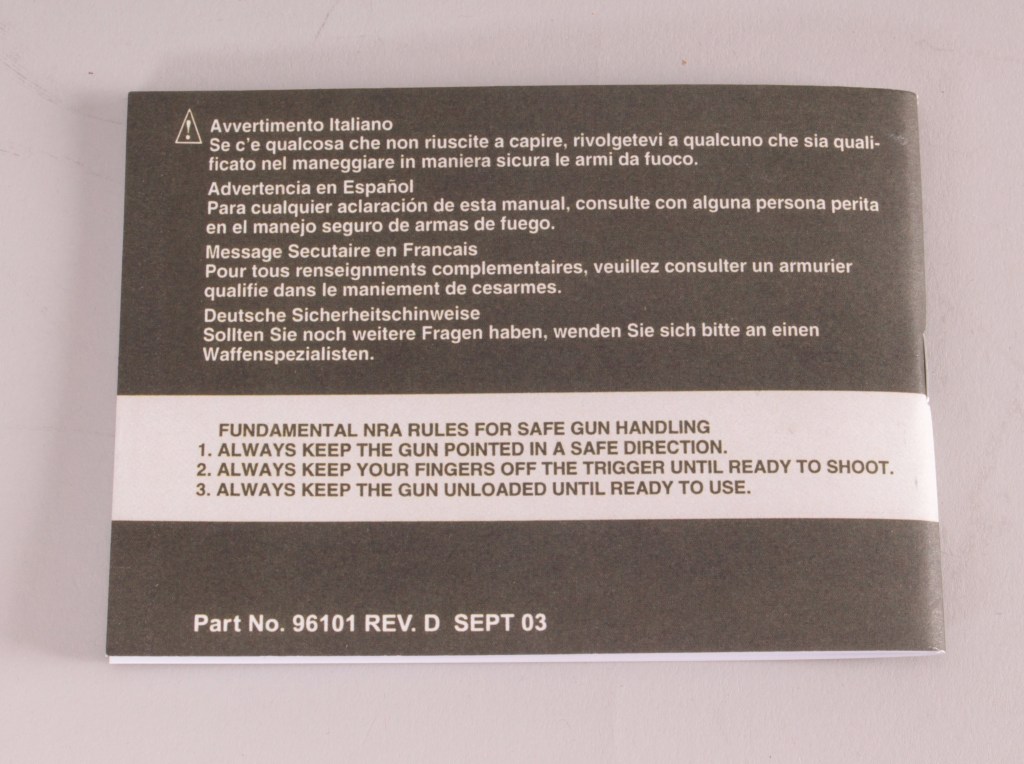 Avvertimento Italiano
Se c'e qualcosa che non riuscite a capire, rivolgetevi a qualcuno che sia quali-
ficato nel maneggiare in maniera sicura le armi da fuoco.
Advertencia en Español
Para cualquier aclaración de esta manual, consulte con alguna persona perita
en el manejo seguro de armas de fuego.
Message Secutaire en Francais
Pour tous renseignments complementaires, veuillez consulter un armurier
qualifie dans le maniement de cesarmes.
Deutsche Sicherheitschinweise
Sollten Sie noch weitere Fragen haben, wenden Sie sich bitte an einen
Waffenspezialisten.
FUNDAMENTAL NRA RULES FOR SAFE GUN HANDLING
1. ALWAYS KEEP THE GUN POINTED IN A SAFE DIRECTION.
2. ALWAYS KEEP YOUR FINGERS OFF THE TRIGGER UNTIL READY TO SHOOT.
3. ALWAYS KEEP THE GUN UNLOADED UNTIL READY TO USE.
Part No. 96101 REV. D  SEPT 03